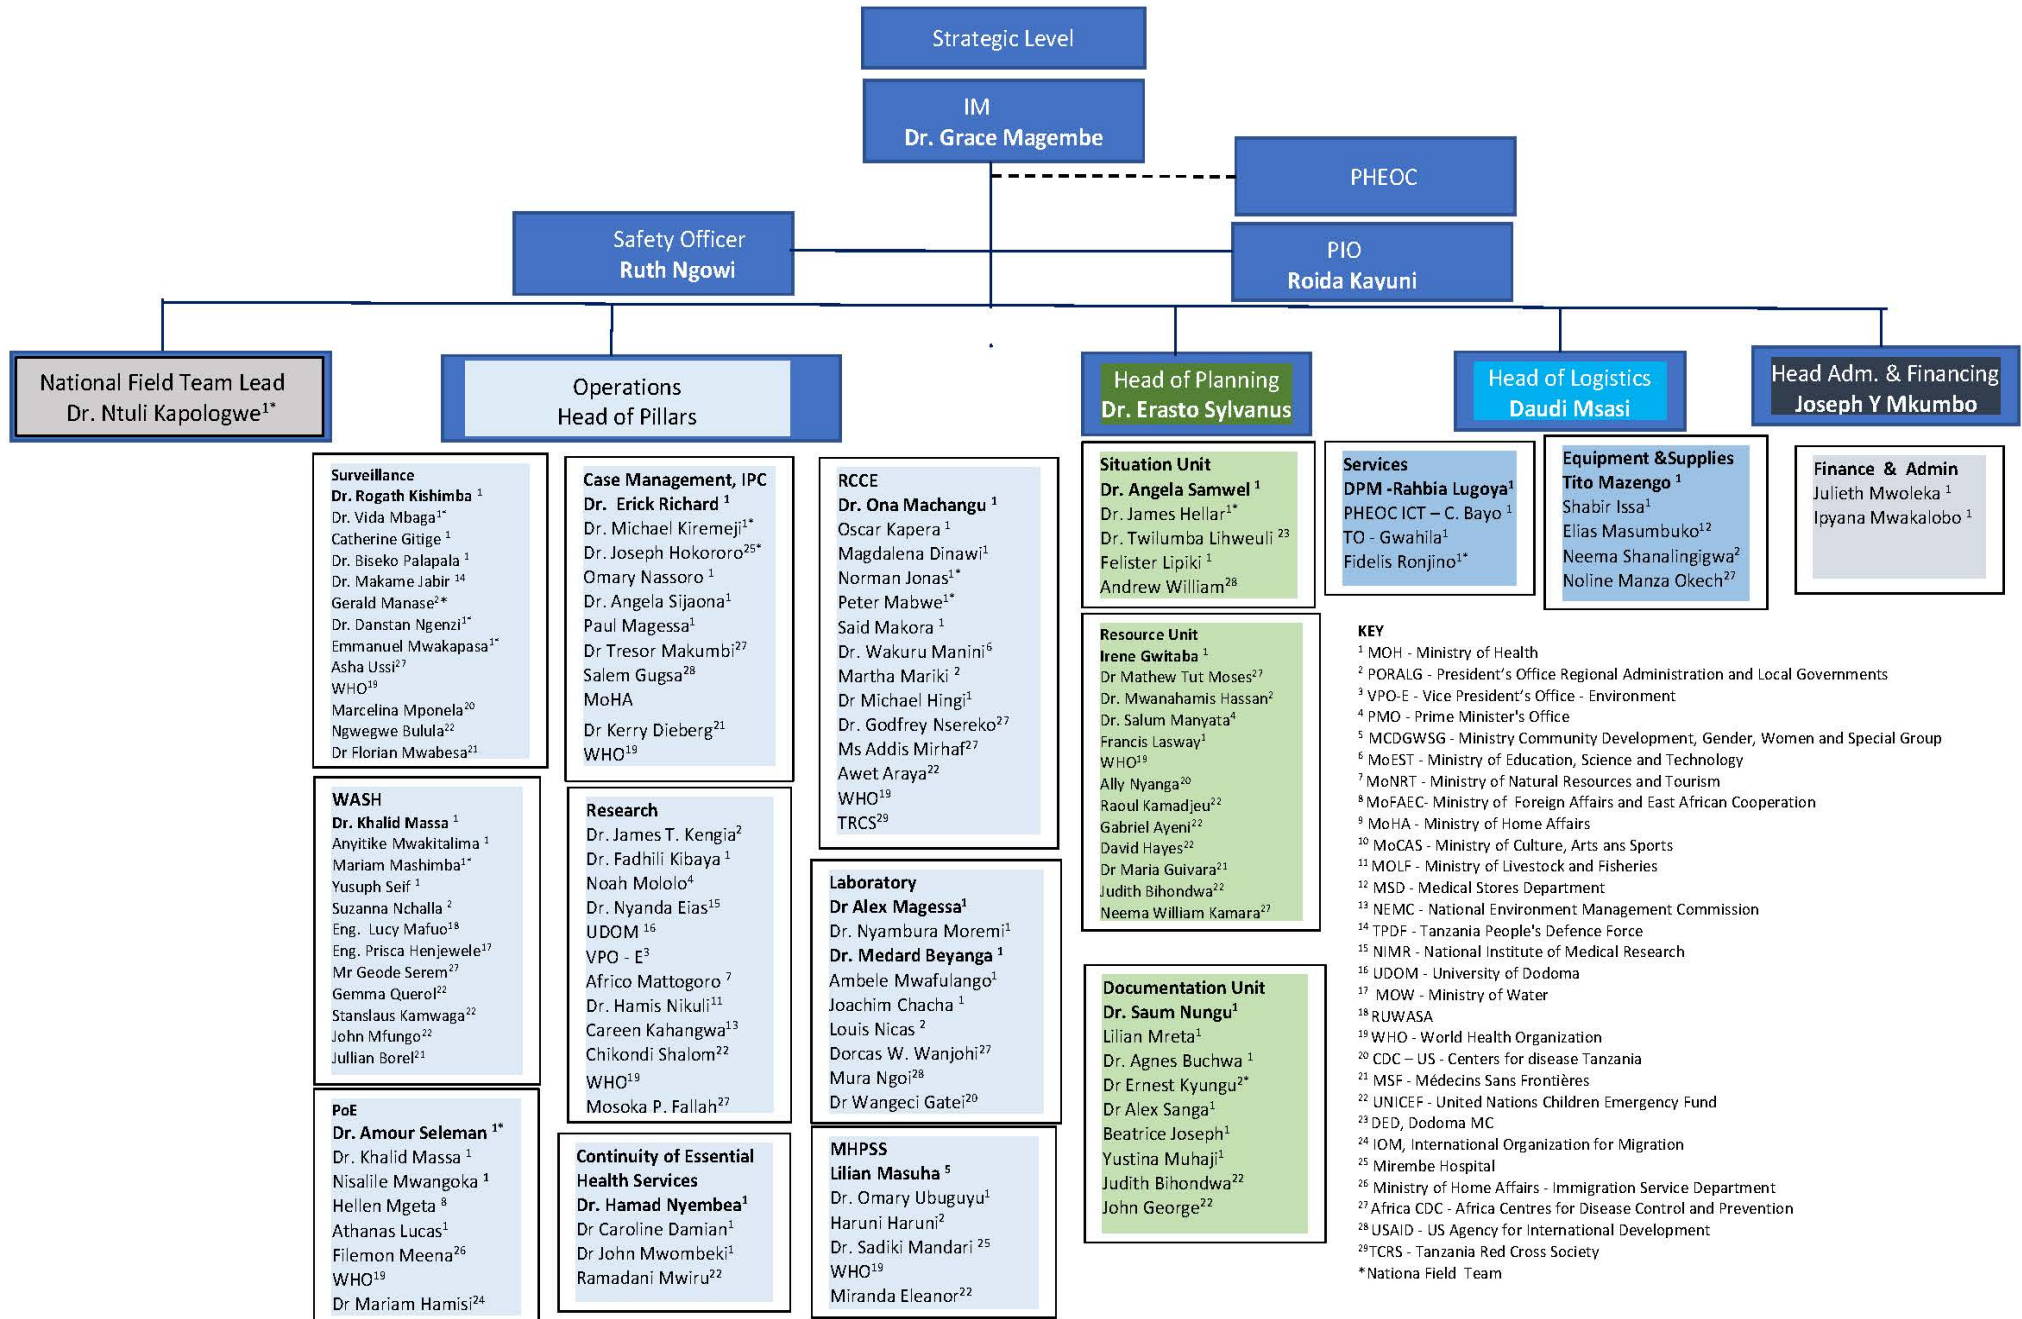 Strategic Level
IM
Dr. Grace Magembe
PHEOC
Safety Officer
Ruth Ngowi
PIO
Roida Kayuni
National Field Team Lead
Dr. Ntuli Kapologwe¹*
Operations
Head of Pillars
Head of Planning
Dr. Erasto Sylvanus
Head of Logistics
Daudi Msasi
Head Adm. & Financing
Joseph Y Mkumbo
Surveillance
Dr. Rogath Kishimba ¹
Dr. Vida Mbaga¹*
Catherine Gitige ¹
Dr. Biseko Palapala ¹
Dr. Makame Jabir ¹⁴
Gerald Manase²*
Dr. Danstan Ngenzi¹*
Emmanuel Mwakapasa¹*
Asha Ussi²⁷
WHO¹⁹
Marcelina Mponela²⁰
Ngwegwe Bulula²²
Dr Florian Mwabesa²¹
WASH
Dr. Khalid Massa ¹
Anyitike Mwakitalima ¹
Mariam Mashimba¹*
Yusuph Seif ¹
Suzanna Nchalla ²
Eng. Lucy Mafuo¹⁸
Eng. Prisca Henjewele¹⁷
Mr Geode Serem²⁷
Gemma Querol²²
Stanslaus Kamwaga²²
John Mfungo²²
Jullian Borel²¹
PoE
Dr. Amour Seleman ¹*
Dr. Khalid Massa ¹
Nisalile Mwangoka ¹
Hellen Mgeta ⁸
Athanas Lucas¹
Filemon Meena²⁶
WHO¹⁹
Dr Mariam Hamisi²⁴
Case Management, IPC
Dr. Erick Richard ¹
Dr. Michael Kiremeji¹*
Dr. Joseph Hokororo²⁵*
Omary Nassoro ¹
Dr. Angela Sijaona¹
Paul Magessa¹
Dr Tresor Makumbi²⁷
Salem Gugsa²⁸
MoHA
Dr Kerry Dieberg²¹
WHO¹⁹
Research
Dr. James T. Kengia²
Dr. Fadhili Kibaya ¹
Noah Mololo⁴
Dr. Nyanda Eias¹⁵
UDOM ¹⁶
VPO - E³
Africo Mattogoro ⁷
Dr. Hamis Nikuli¹¹
Careen Kahangwa¹³
Chikondi Shalom²²
WHO¹⁹
Mosoka P. Fallah²⁷
Continuity of Essential
Health Services
Dr. Hamad Nyembea¹
Dr Caroline Damian¹
Dr John Mwombeki¹
Ramadani Mwiru²²
RCCE
Dr. Ona Machangu ¹
Oscar Kapera ¹
Magdalena Dinawi¹
Norman Jonas¹*
Peter Mabwe¹*
Said Makora ¹
Dr. Wakuru Manini⁶
Martha Mariki ²
Dr Michael Hingi¹
Dr. Godfrey Nsereko²⁷
Ms Addis Mirhaf²⁷
Awet Araya²²
WHO¹⁹
TRCS²⁹
Laboratory
Dr Alex Magessa¹
Dr. Nyambura Moremi¹
Dr. Medard Beyanga ¹
Ambele Mwafulango¹
Joachim Chacha ¹
Louis Nicas ²
Dorcas W. Wanjohi²⁷
Mura Ngoi²⁸
Dr Wangeci Gatei²⁰
MHPSS
Lilian Masuha ⁵
Dr. Omary Ubuguyu¹
Haruni Haruni²
Dr. Sadiki Mandari ²⁵
WHO¹⁹
Miranda Eleanor²²
Situation Unit
Dr. Angela Samwel ¹
Dr. James Hellar¹*
Dr. Twilumba Lihweuli ²³
Felister Lipiki ¹
Andrew William²⁸
Resource Unit
Irene Gwitaba ¹
Dr Mathew Tut Moses²⁷
Dr. Mwanahamis Hassan²
Dr. Salum Manyata⁴
Francis Lasway¹
WHO¹⁹
Ally Nyanga²⁰
Raoul Kamadjeu²²
Gabriel Ayeni²²
David Hayes²²
Dr Maria Guivara²¹
Judith Bihondwa²²
Neema William Kamara²⁷
Documentation Unit
Dr. Saum Nungu¹
Lilian Mreta¹
Dr. Agnes Buchwa ¹
Dr Ernest Kyungu²*
Dr Alex Sanga¹
Beatrice Joseph¹
Yustina Muhaji¹
Judith Bihondwa²²
John George²²
Services
DPM -Rahbia Lugoya¹
PHEOC ICT – C. Bayo ¹
TO - Gwahila¹
Fidelis Ronjino¹*
Equipment &Supplies
Tito Mazengo ¹
Shabir Issa¹
Elias Masumbuko¹²
Neema Shanalingigwa²
Noline Manza Okech²⁷
Finance & Admin
Julieth Mwoleka ¹
Ipyana Mwakalobo ¹
KEY
¹ MOH - Ministry of Health
² PORALG - President's Office Regional Administration and Local Governments
³ VPO-E - Vice President's Office - Environment
⁴ PMO - Prime Minister's Office
⁵ MCDGWSG - Ministry Community Development, Gender, Women and Special Group
⁶ MoEST - Ministry of Education, Science and Technology
⁷ MoNRT - Ministry of Natural Resources and Tourism
⁸ MoFAEC- Ministry of Foreign Affairs and East African Cooperation
⁹ MoHA - Ministry of Home Affairs
¹⁰ MoCAS - Ministry of Culture, Arts ans Sports
¹¹ MOLF - Ministry of Livestock and Fisheries
¹² MSD - Medical Stores Department
¹³ NEMC - National Environment Management Commission
¹⁴ TPDF - Tanzania People's Defence Force
¹⁵ NIMR - National Institute of Medical Research
¹⁶ UDOM - University of Dodoma
¹⁷ MOW - Ministry of Water
¹⁸ RUWASA
¹⁹ WHO - World Health Organization
²⁰ CDC – US - Centers for disease Tanzania
²¹ MSF - Médecins Sans Frontières
²² UNICEF - United Nations Children Emergency Fund
²³ DED, Dodoma MC
²⁴ IOM, International Organization for Migration
²⁵ Mirembe Hospital
²⁶ Ministry of Home Affairs - Immigration Service Department
²⁷ Africa CDC - Africa Centres for Disease Control and Prevention
²⁸ USAID - US Agency for International Development
²⁹TCRS - Tanzania Red Cross Society
*Nationa Field Team